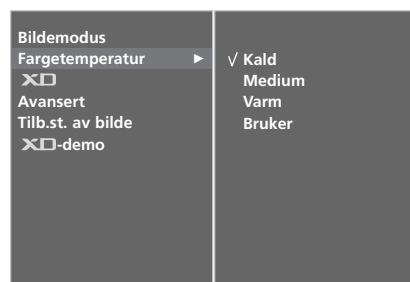 Bildemodus
Fargetemperatur ►
XD
Avansert
Tilb.st. av bilde
XD-demo
√ Kald
Medium
Varm
Bruker